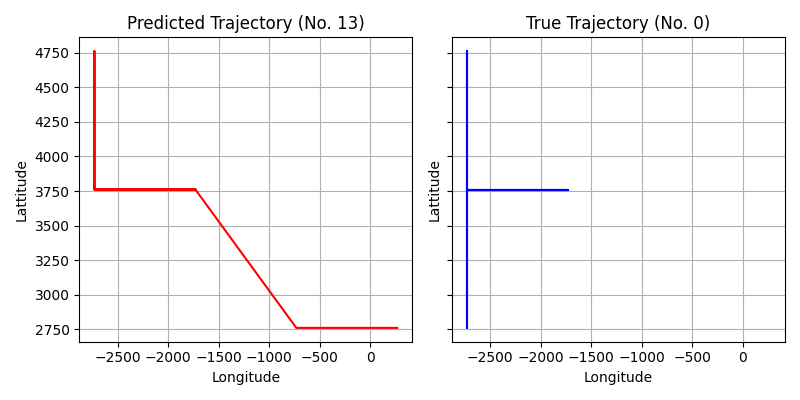 Predicted Trajectory (No. 13)
True Trajectory (No. 0)
Lattitude
4750
4500
4250
4000
3750
3500
3250
3000
2750
−2500 −2000 −1500 −1000 −500 0
Longitude
Lattitude
−2500 −2000 −1500 −1000 −500 0
Longitude